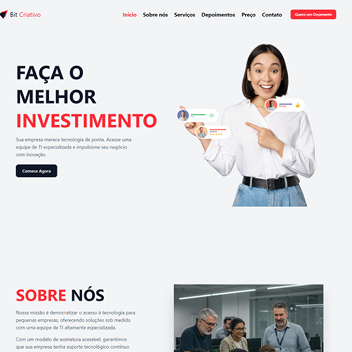 Bit Criativo
Início Sobre nós Serviços Depoimentos Preço Contato Quero um Orçamento
FAÇA O
MELHOR
INVESTIMENTO
Sua empresa merece tecnologia de ponta. Acesse uma
equipe de TI especializada e impulsione seu negócio
com inovação.
Comece Agora
SOBRE NÓS
Nossa missão é democratizar o acesso à tecnologia para
pequenas empresas, oferecendo soluções sob medida
com uma equipe de TI altamente especializada.
Com um modelo de assinatura acessível, garantimos
que sua empresa tenha suporte tecnológico contínuo